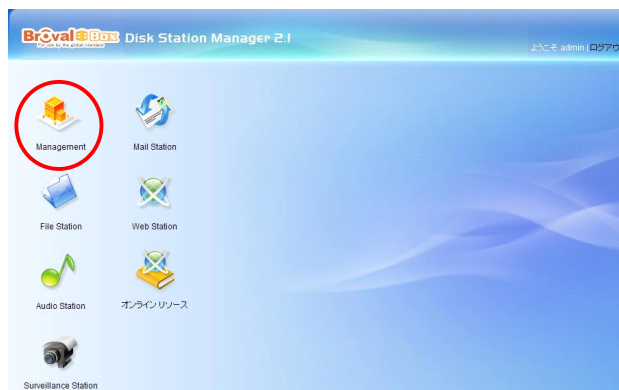 Broval Box Disk Station Manager 2.1
For use by the global standard
ようこそ admin | ログアウ
Management
Mail Station
File Station
Web Station
Audio Station
オンラインリソース
Surveillance Station